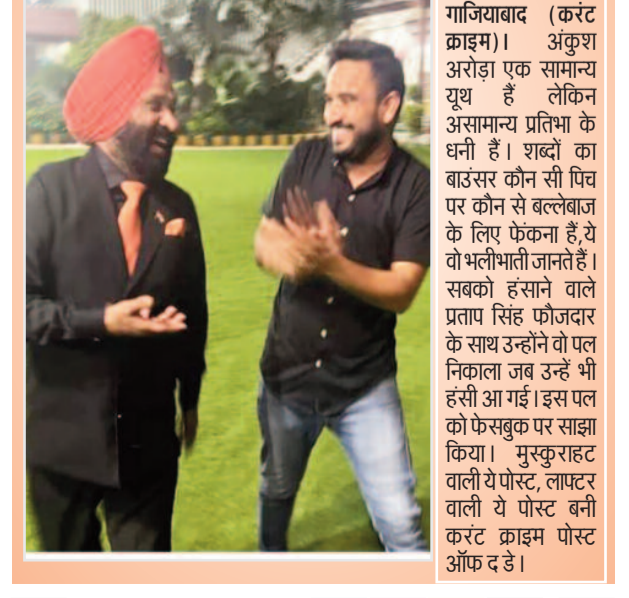 गाजियाबाद (करंट
क्राइम)। अंकुश
अरोड़ा एक सामान्य
यूथ हैं लेकिन
असामान्य प्रतिभा के
धनी हैं। शब्दों का
बाउंसर कौन सी पिच
पर कौन से बल्लेबाज
के लिए फेंकना हैं,ये
वो भलीभाती जानते हैं।
सबको हंसाने वाले
प्रताप सिंह फौजदार
के साथ उन्होंने वो पल
निकाला जब उन्हें भी
हंसी आ गई।इस पल
को फेसबुक पर साझा
किया। मुस्कुराहट
वाली ये पोस्ट, लाफ्टर
वाली ये पोस्ट बनी
करंट क्राइम पोस्ट
ऑफ द डे।